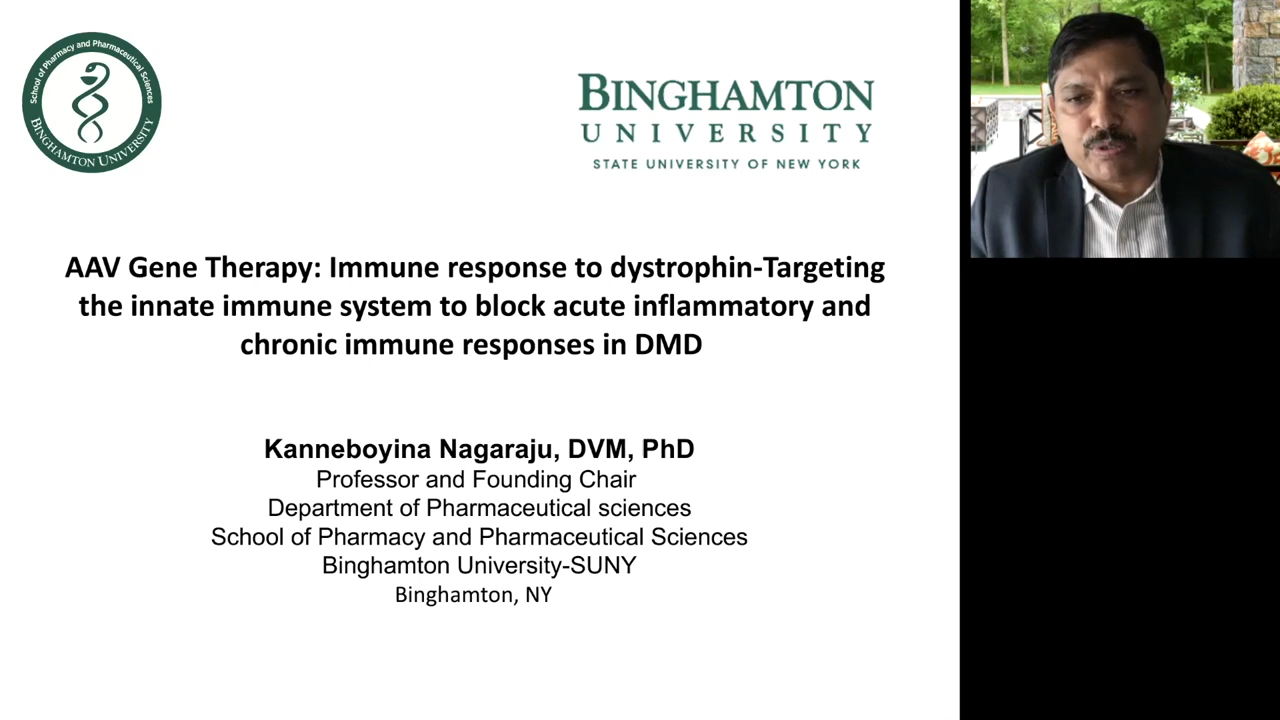 School of Pharmacy and Pharmaceutical Sciences
BINGHAMTON UNIVERSITY
BINGHAMTON
UNIVERSITY
STATE UNIVERSITY OF NEW YORK
AAV Gene Therapy: Immune response to dystrophin-Targeting
the innate immune system to block acute inflammatory and
chronic immune responses in DMD
Kanneboyina Nagaraju, DVM, PhD
Professor and Founding Chair
Department of Pharmaceutical sciences
School of Pharmacy and Pharmaceutical Sciences
Binghamton University-SUNY
Binghamton, NY